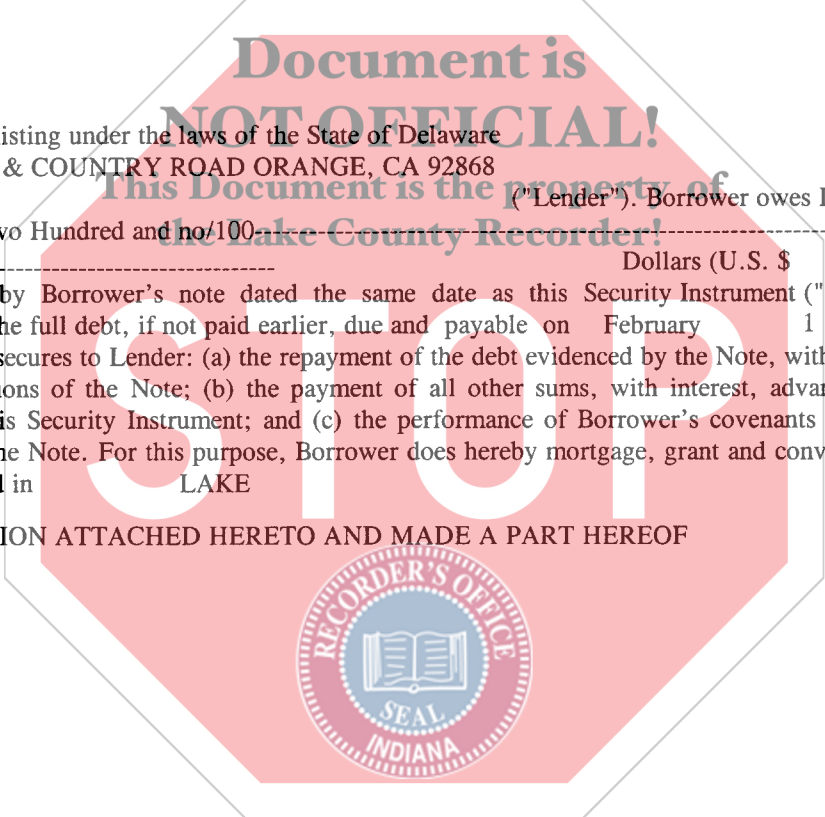 Document is
NOT OFFICIAL!
isting under the laws of the State of Delaware
& COUNTRY ROAD ORANGE, CA 92868
This Document is the property of
("Lender"). Borrower owes
wo Hundred and no/100-------------------------------------------------------------------
the Lake County Recorder!
-------------------------------- Dollars (U.S. $
by Borrower's note dated the same date as this Security Instrument ("
he full debt, if not paid earlier, due and payable on February 1
secures to Lender: (a) the repayment of the debt evidenced by the Note, with
ions of the Note; (b) the payment of all other sums, with interest, advan
is Security Instrument; and (c) the performance of Borrower's covenants
he Note. For this purpose, Borrower does hereby mortgage, grant and conv
in LAKE
ION ATTACHED HERETO AND MADE A PART HEREOF
STOP
RECORDER'S OFFICE
SEAL
INDIANA